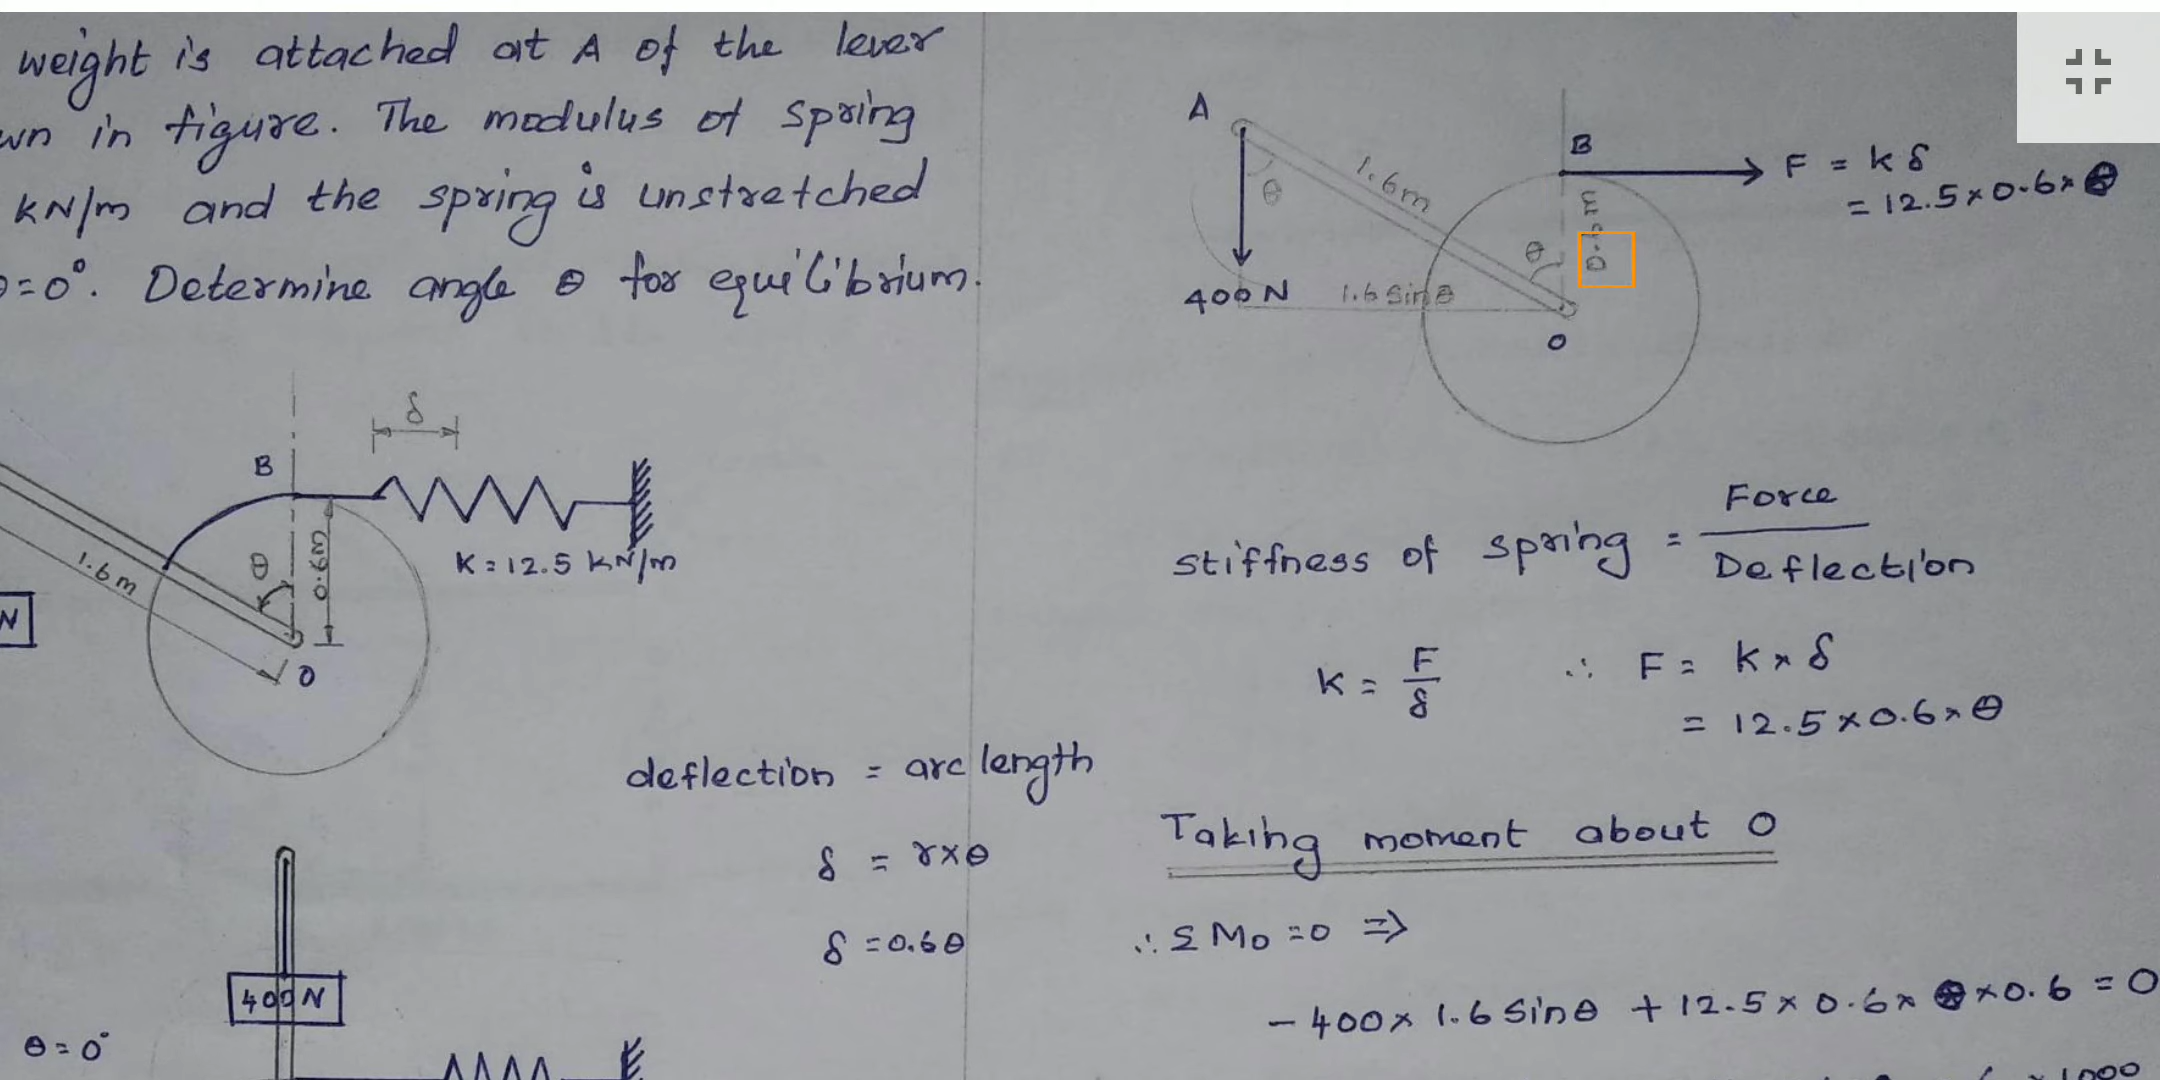 weight is attached at A of the lever
wn in figure. The modulus of spring
kN/m and the spring is unstretched
θ=0°. Determine angle θ for equilibrium.
δ
B
1.6m
θ
0.6m
K = 12.5 kN/m
N
O
deflection = arc length
δ = r×θ
δ = 0.6θ
400N
θ = 0°
A
B
F = kδ
= 12.5×0.6×θ
1.6m
θ
0.6m
θ
400N
1.6 sinθ
O
stiffness of spring = Force
Deflection
K = F/δ ∴ F = K×δ
= 12.5×0.6×θ
Taking moment about O
∴ ΣMo = 0 ⇒
- 400× 1.6 sinθ + 12.5×0.6×θ×0.6 = 0
×1000